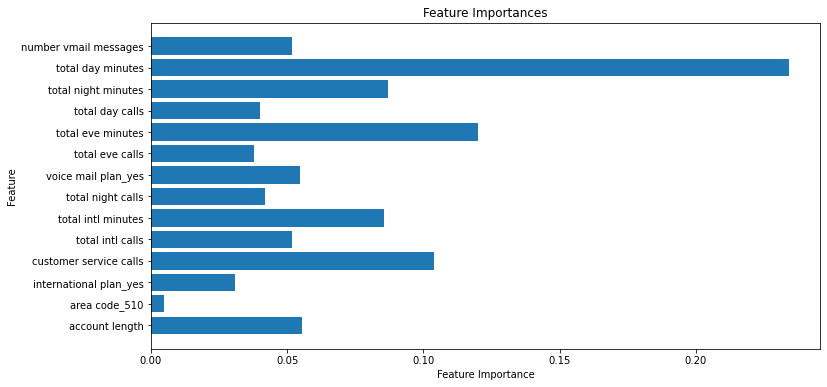 Feature Importances
Feature
number vmail messages
total day minutes
total night minutes
total day calls
total eve minutes
total eve calls
voice mail plan_yes
total night calls
total intl minutes
total intl calls
customer service calls
international plan_yes
area code_510
account length
0.00 0.05 0.10 0.15 0.20
Feature Importance